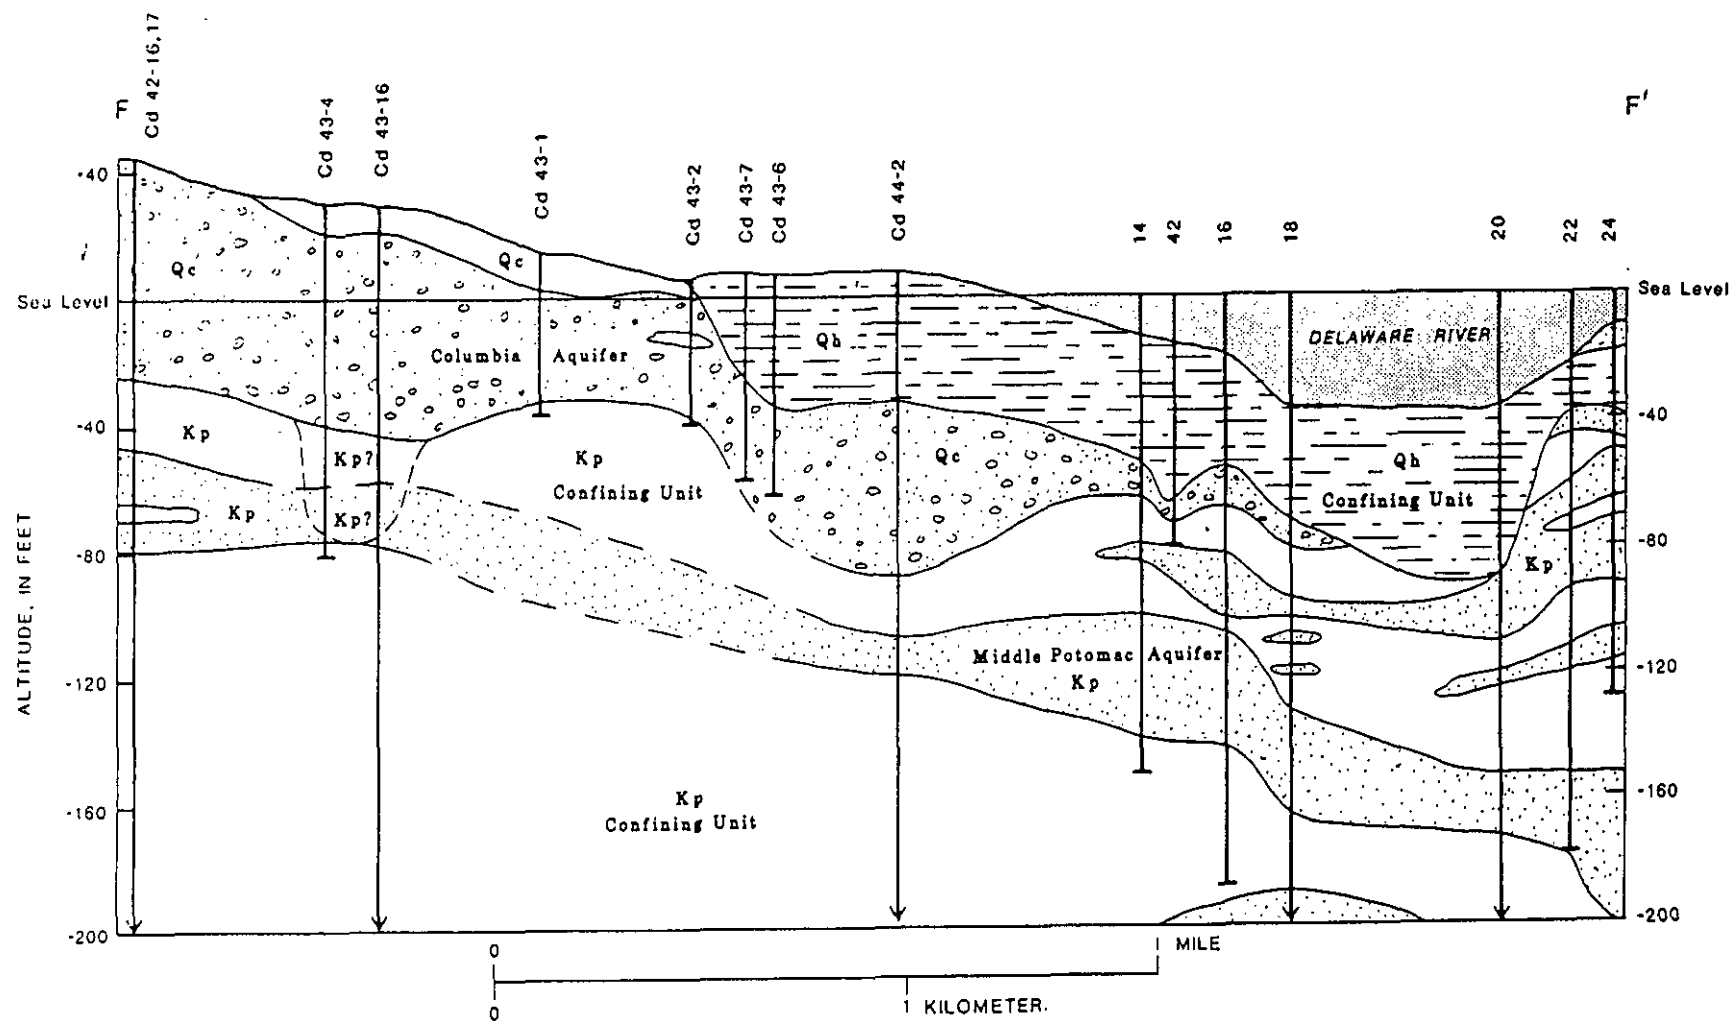 F
Cd 42-16,17
Cd 43-4
Cd 43-16
Cd 43-1
Cd 43-2
Cd 43-7
Cd 43-6
Cd 44-2
14
42
16
18
20
22
24
F'
+40
Sea Level
-40
-80
-120
-160
-200
ALTITUDE, IN FEET
Qc
Qc
Columbia Aquifer
Qh
DELAWARE RIVER
Sea Level
-40
-80
-120
-160
-200
Kp
Kp?
Kp
Confining Unit
Qc
Qh
Confining Unit
Kp
Kp
Kp?
Middle Potomac Aquifer
Kp
Kp
Confining Unit
0
1 MILE
0
1 KILOMETER.